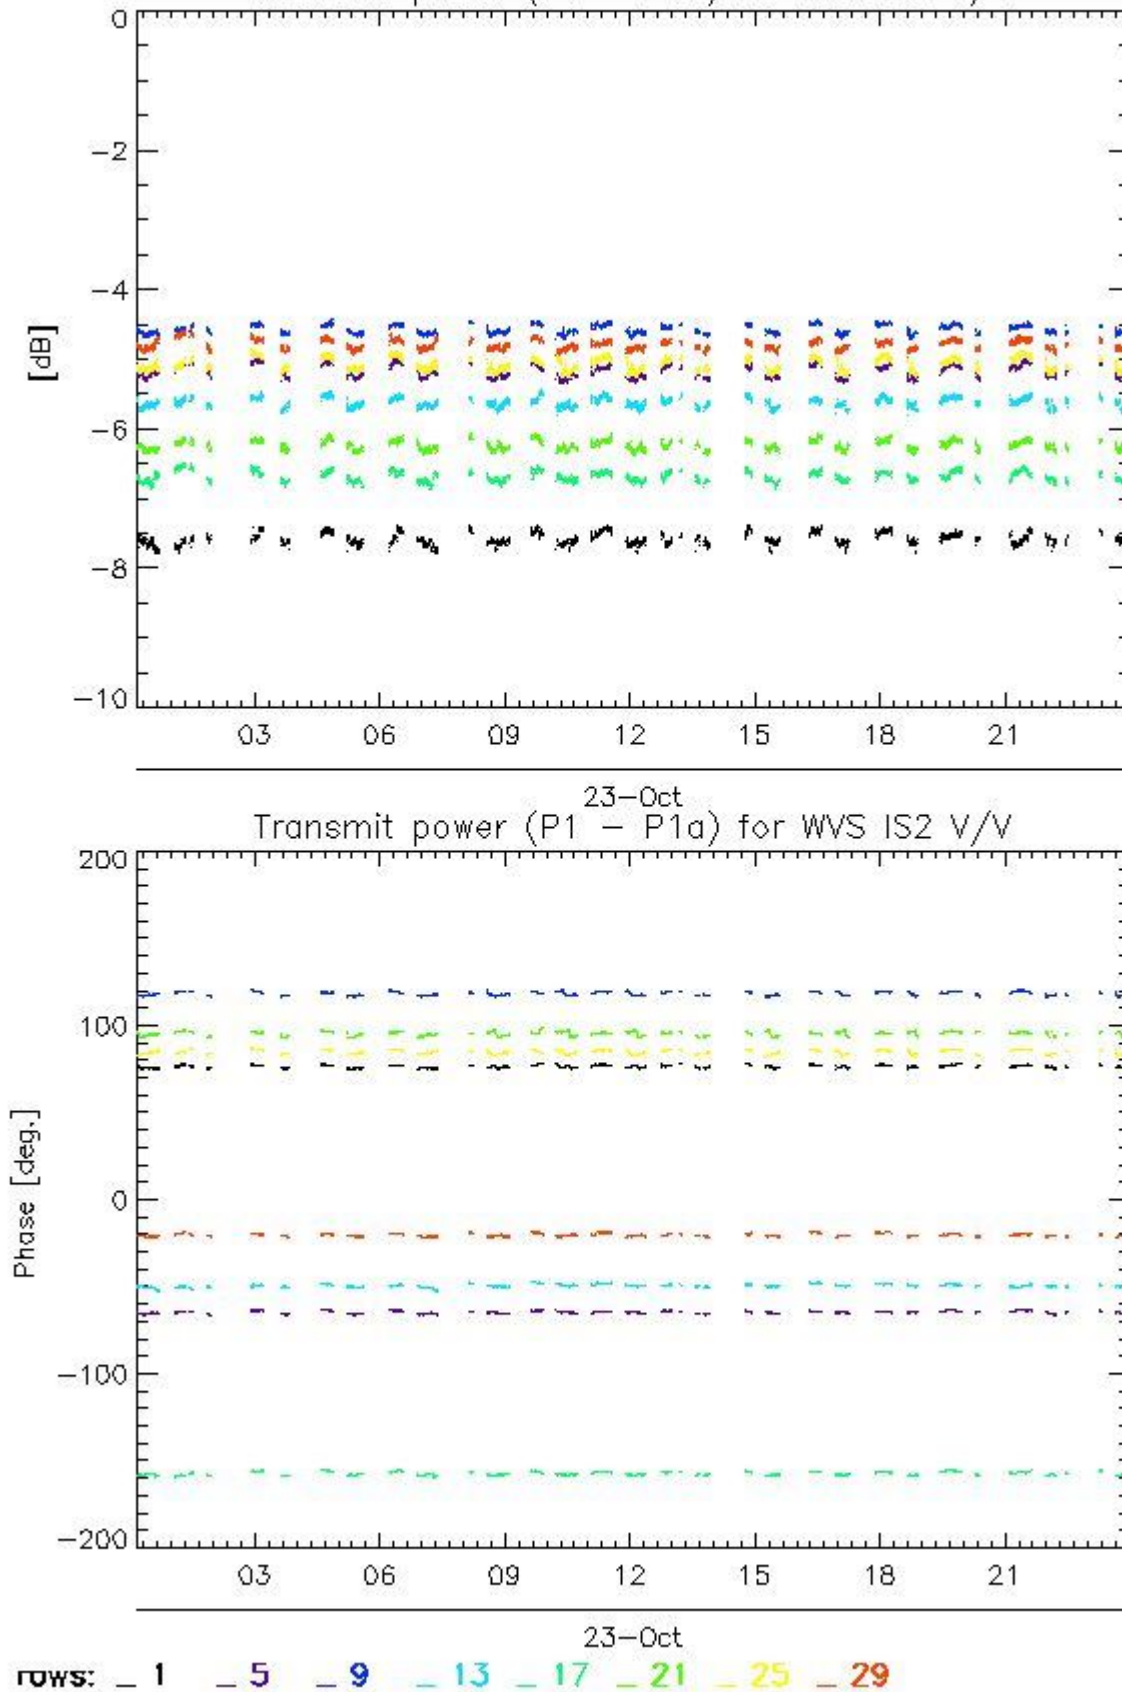 0
-2
-4
[dB]
-6
-8
-10
03 06 09 12 15 18 21
23-Oct
Transmit power (P1 - P1a) for WVS IS2 V/V
200
100
Phase [deg.]
0
-100
-200
03 06 09 12 15 18 21
23-Oct
rows: _ 1 _ 5 _ 9 _ 13 _ 17 _ 21 _ 25 _ 29